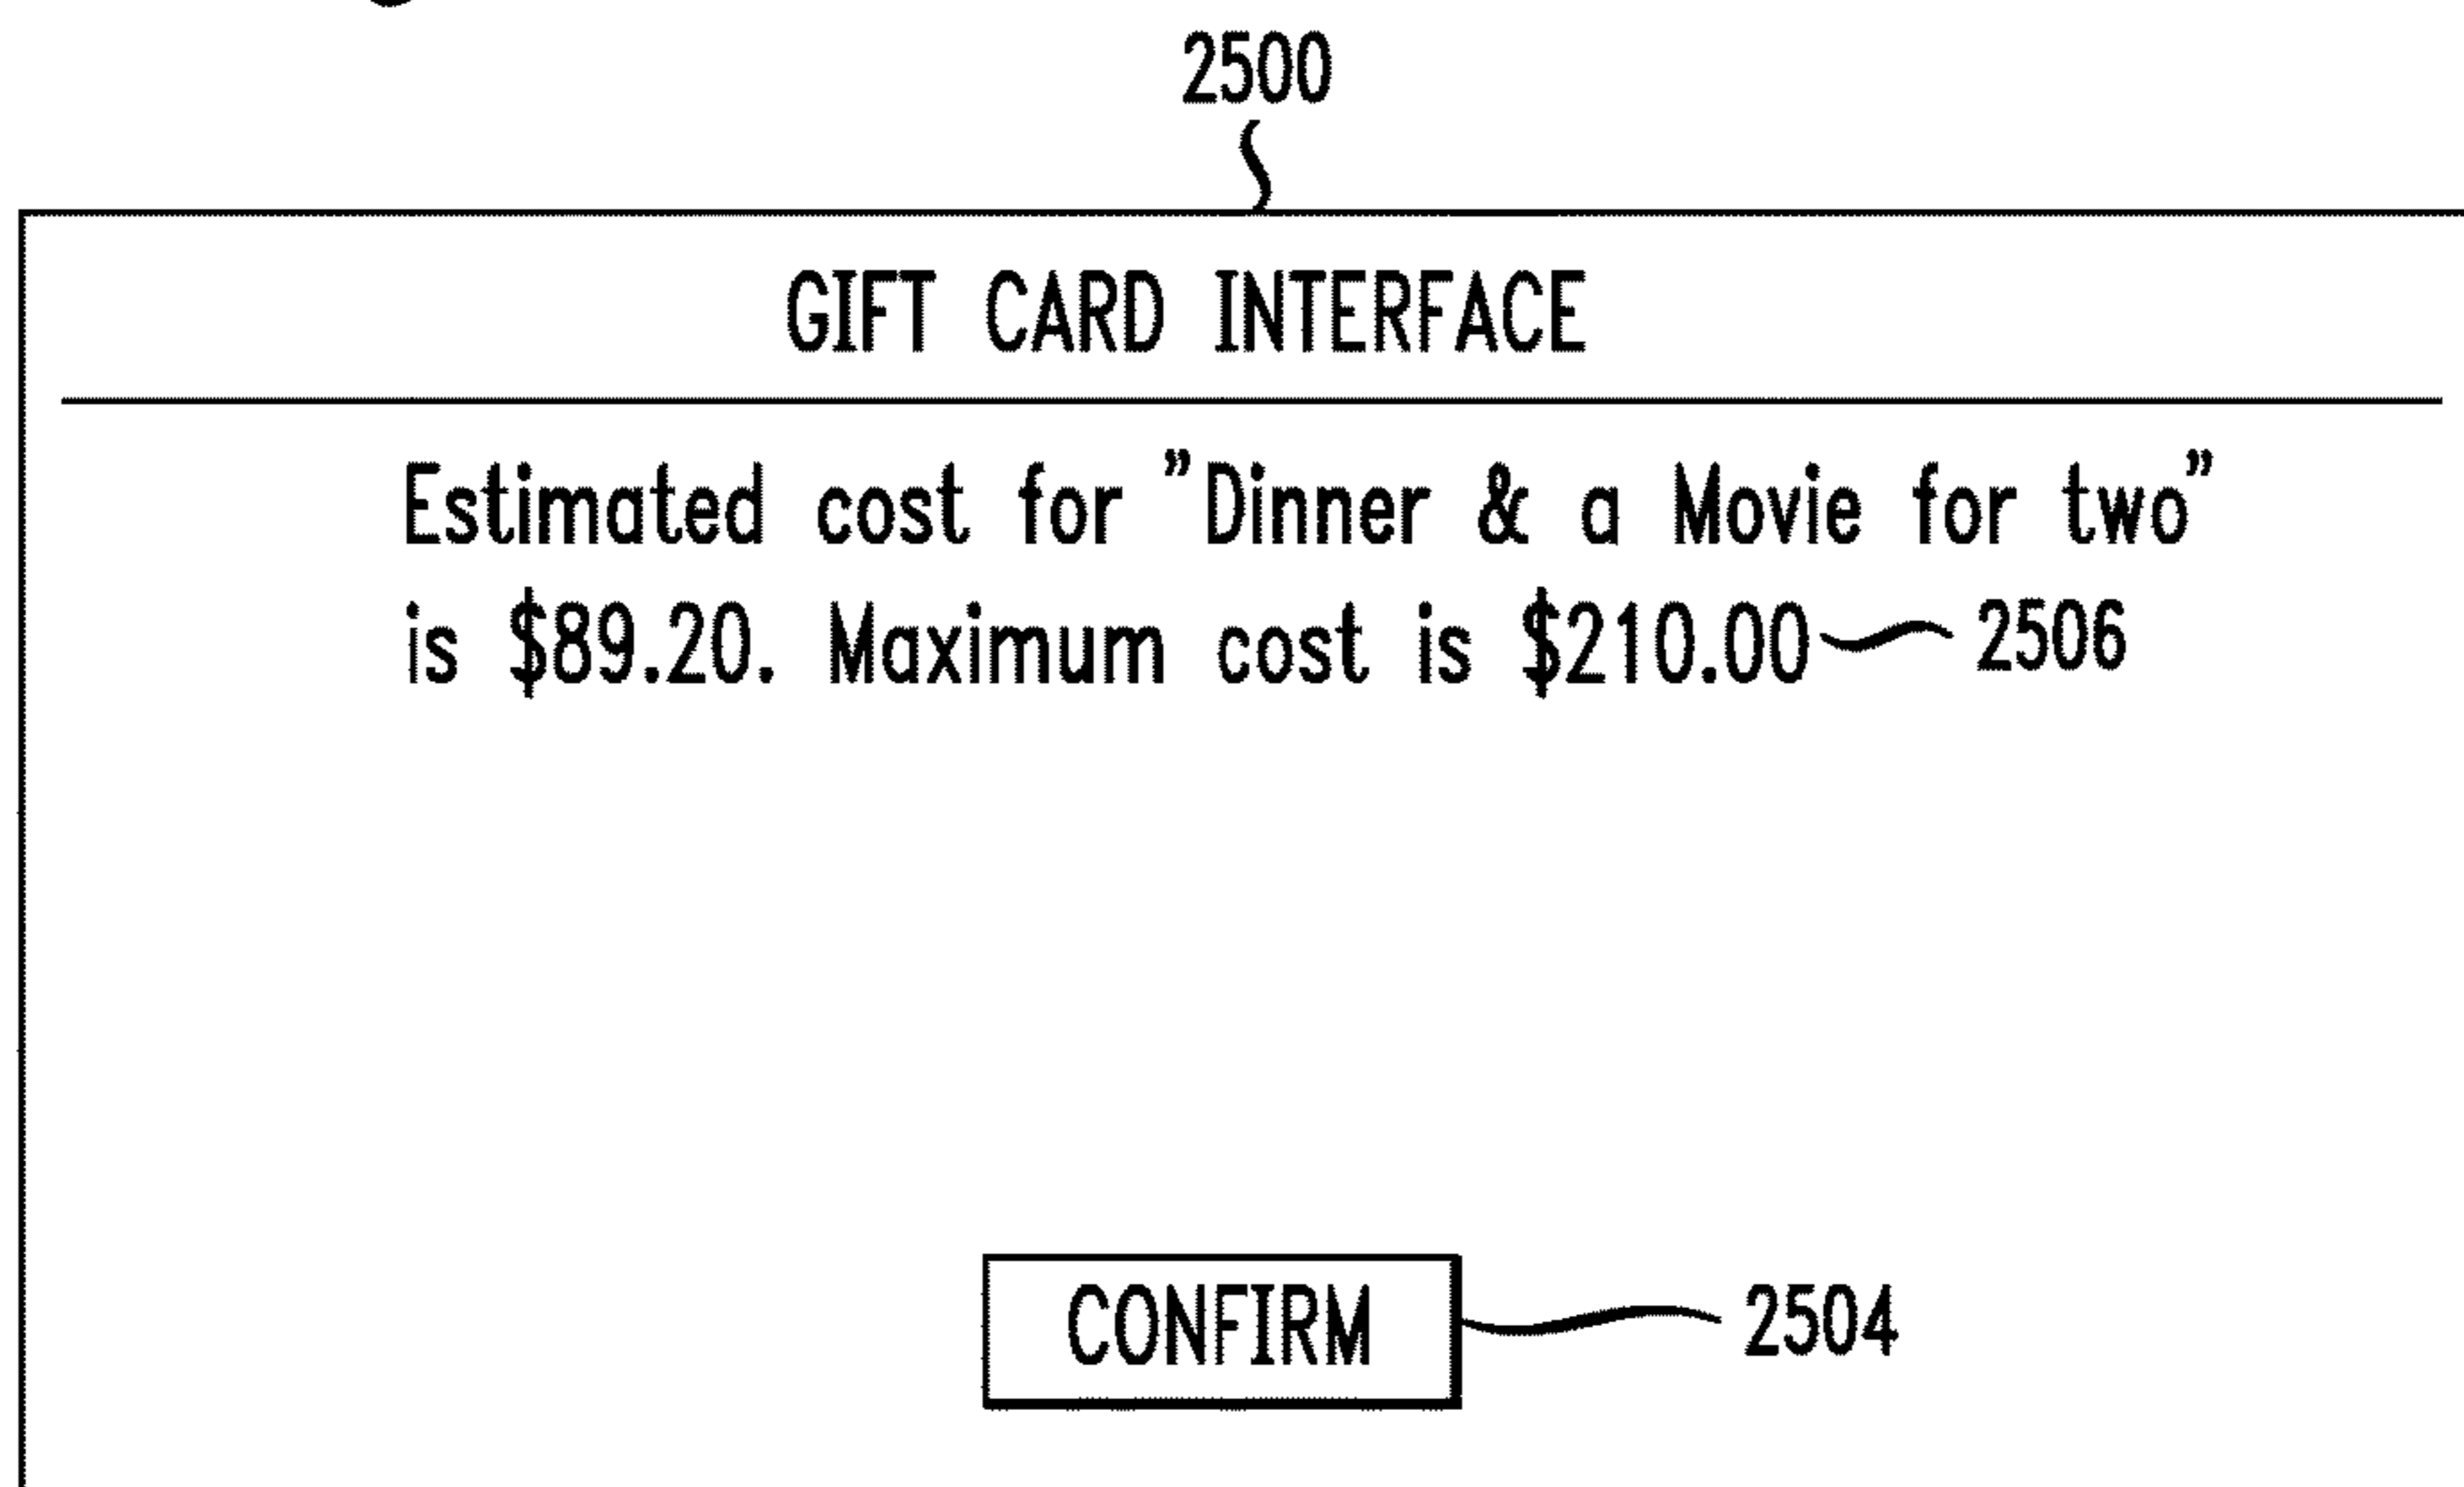 2500
GIFT CARD INTERFACE
Estimated cost for "Dinner & a Movie for two"
is $89.20. Maximum cost is $210.00 2506
CONFIRM 2504